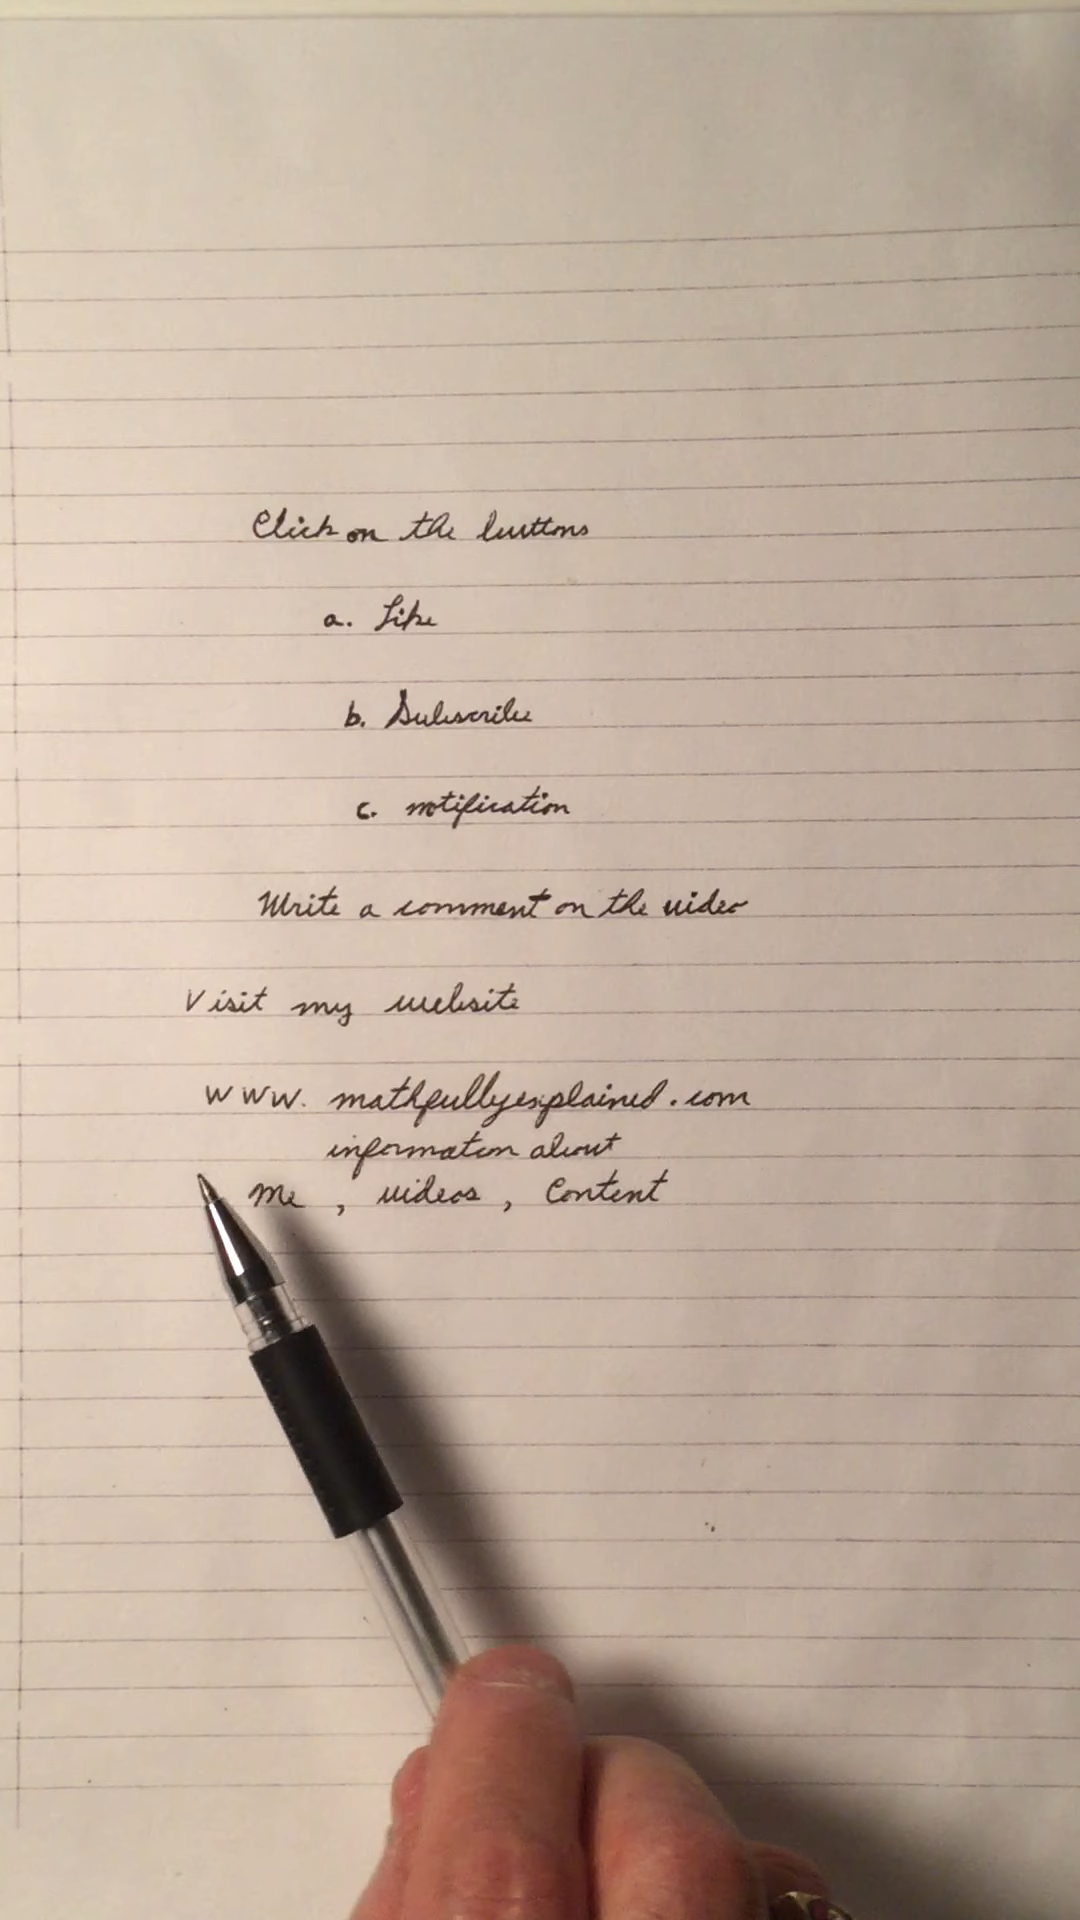 Click on the buttons
a. Like
b. Subscribe
c. notification
Write a comment on the video
Visit my website
www. mathfullyexplained.com
information about
Me, videos, Content